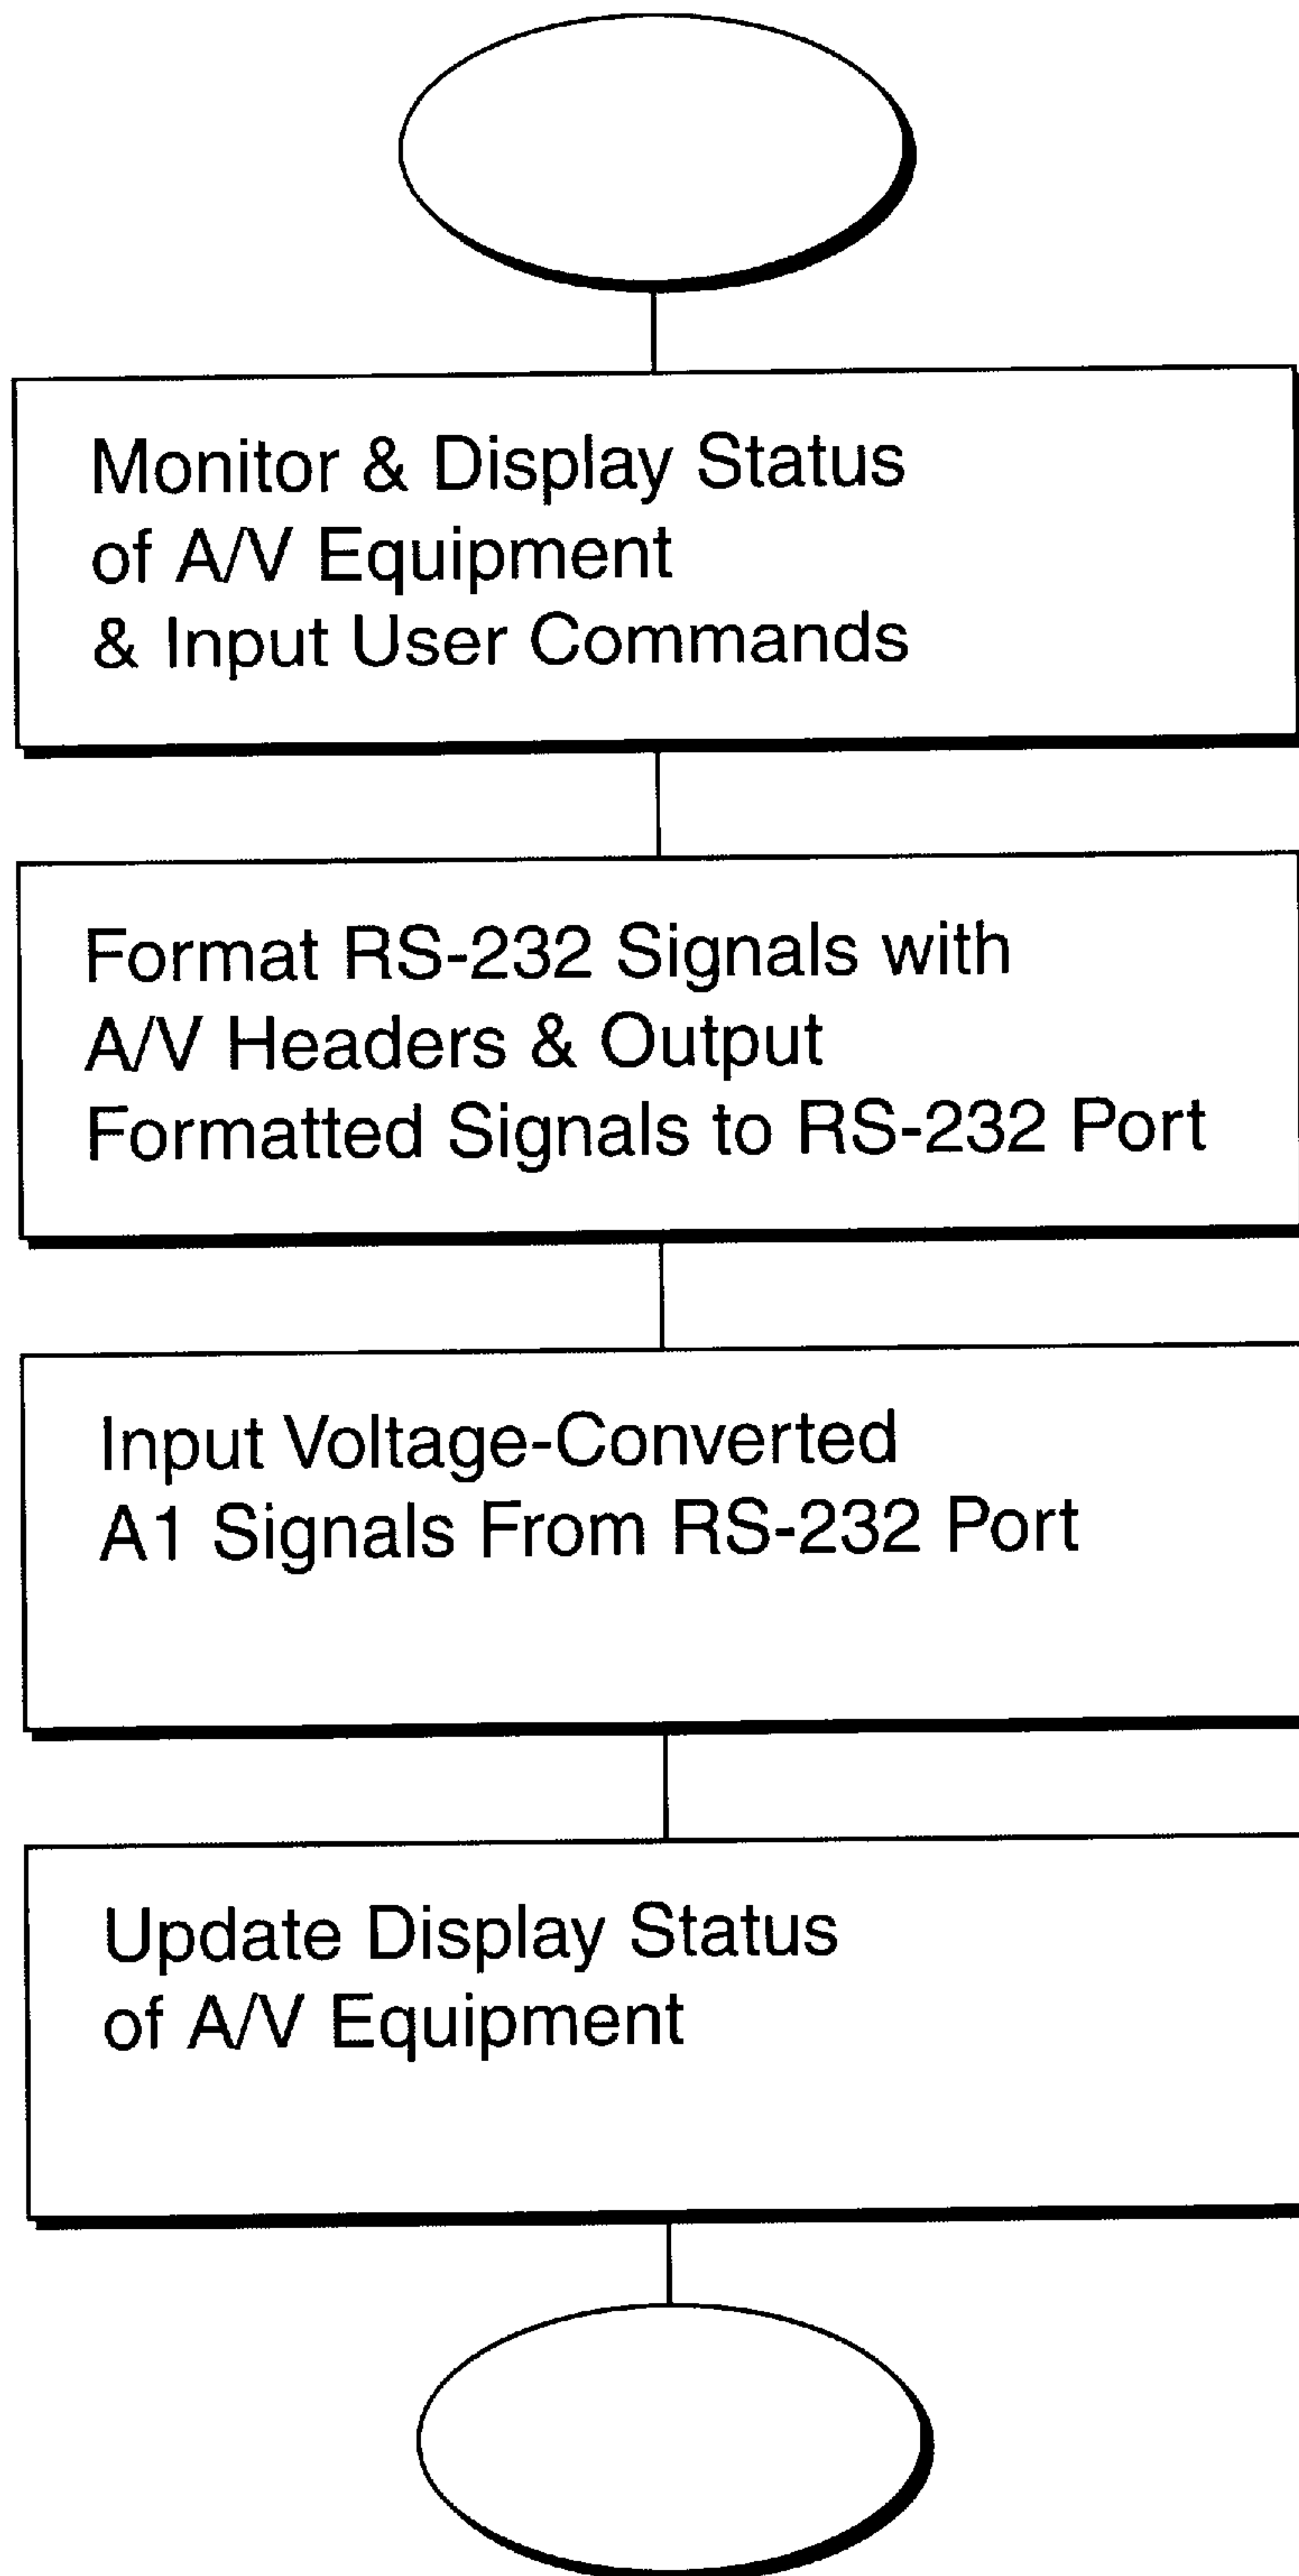 Monitor & Display Status
of A/V Equipment
& Input User Commands
Format RS-232 Signals with
A/V Headers & Output
Formatted Signals to RS-232 Port
Input Voltage-Converted
A1 Signals From RS-232 Port
Update Display Status
of A/V Equipment